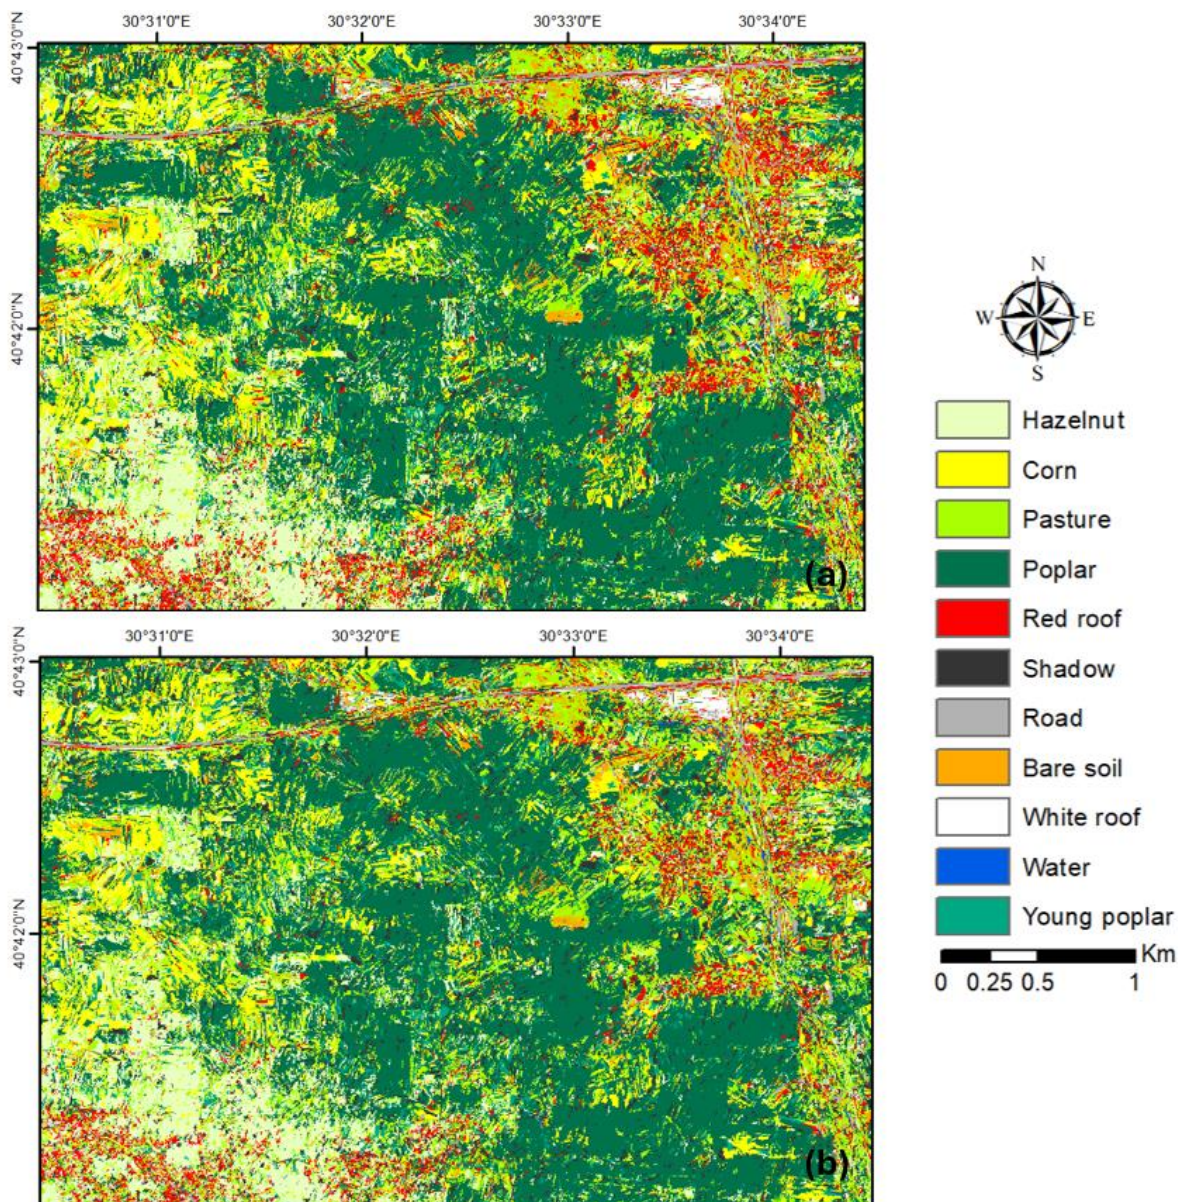 30°31'0"E 30°32'0"E 30°33'0"E 30°34'0"E
40°43'0"N
40°42'0"N
(a)
30°31'0"E 30°32'0"E 30°33'0"E 30°34'0"E
40°43'0"N
40°42'0"N
(b)
N
W E
S
Hazelnut
Corn
Pasture
Poplar
Red roof
Shadow
Road
Bare soil
White roof
Water
Young poplar
Km
0 0.25 0.5 1